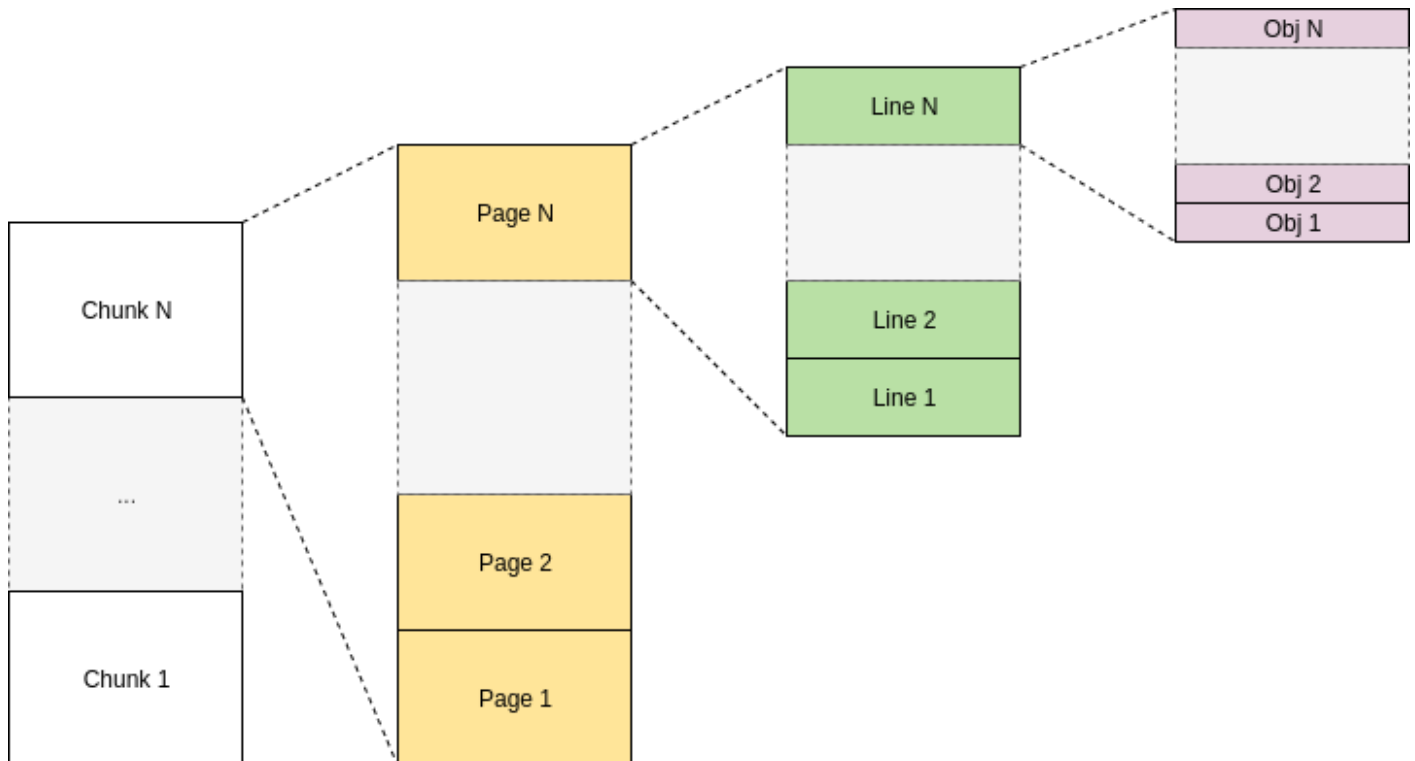 Chunk N
...
Chunk 1
Page N
Page 2
Page 1
Line N
Line 2
Line 1
Obj N
Obj 2
Obj 1